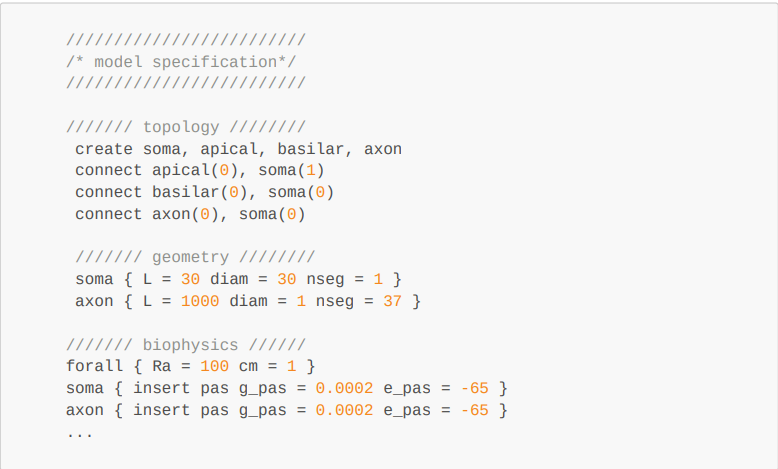 /////////////////////////
/* model specification*/
/////////////////////////
/////// topology ////////
create soma, apical, basilar, axon
connect apical(0), soma(1)
connect basilar(0), soma(0)
connect axon(0), soma(0)
/////// geometry ////////
soma { L = 30 diam = 30 nseg = 1 }
axon { L = 1000 diam = 1 nseg = 37 }
/////// biophysics //////
forall { Ra = 100 cm = 1 }
soma { insert pas g_pas = 0.0002 e_pas = -65 }
axon { insert pas g_pas = 0.0002 e_pas = -65 }
...